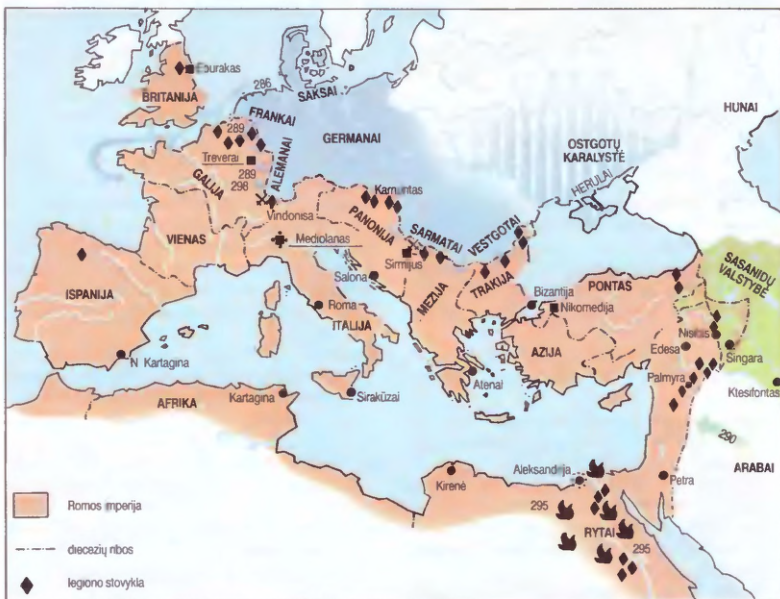 Eburakas
BRITANIJA
286
SAKSAI
HUNAI
FRANKAI
289
GERMANAI
OSTGOTŲ
KARALYSTĖ
Treverai
ALEMANAI
HERULAI
289
298
GALIJA
Karnuntas
Vindonisa
PANONIJA
SARMATAI
VESTGOTAI
VIENAS
Mediolanas
Sirmijus
SASANIDŲ
VALSTYBĖ
Salona
TRAKIJA
Bizantija
PONTAS
ISPANIJA
Roma
MEZIJA
Nikomedija
ITALIJA
Nisibis
AZIJA
Edesa
Singara
N. Kartagina
Atėnai
Palmyra
Ktesifontas
Kartagina
Sirakūzai
AFRIKA
290
ARABAI
Kirenė
Aleksandrija
Petra
Romos imperija
295
RYTAI
295
diecezių ribos
legiono stovykla